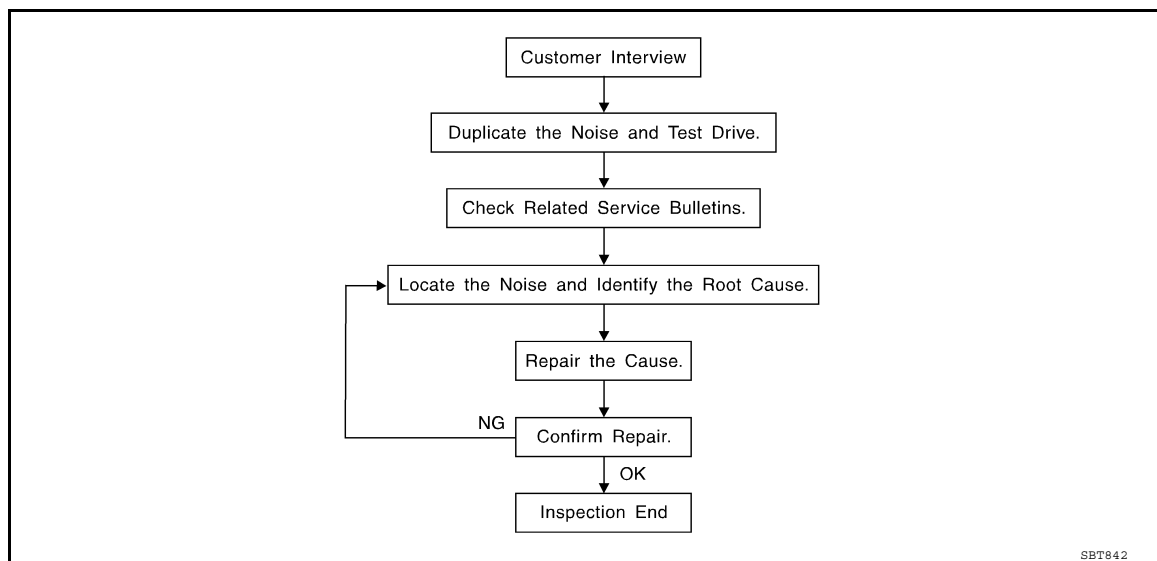 Customer Interview
Duplicate the Noise and Test Drive.
Check Related Service Bulletins.
Locate the Noise and Identify the Root Cause.
Repair the Cause.
NG
Confirm Repair.
OK
Inspection End
SBT842